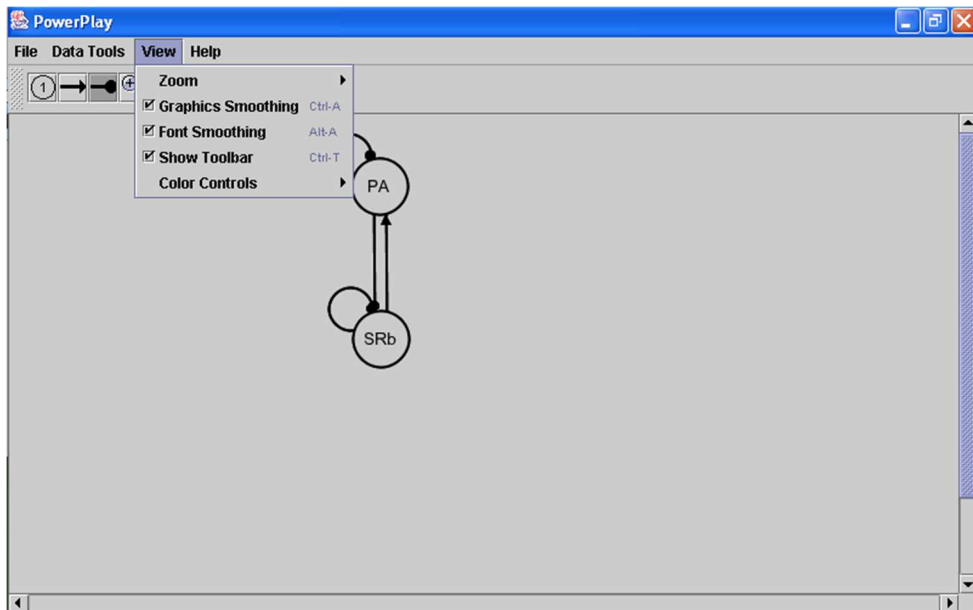 PowerPlay
File Data Tools View Help
1
Zoom
Graphics Smoothing Ctrl-A
Font Smoothing Alt-A
Show Toolbar Ctrl-T
Color Controls
PA
SRb